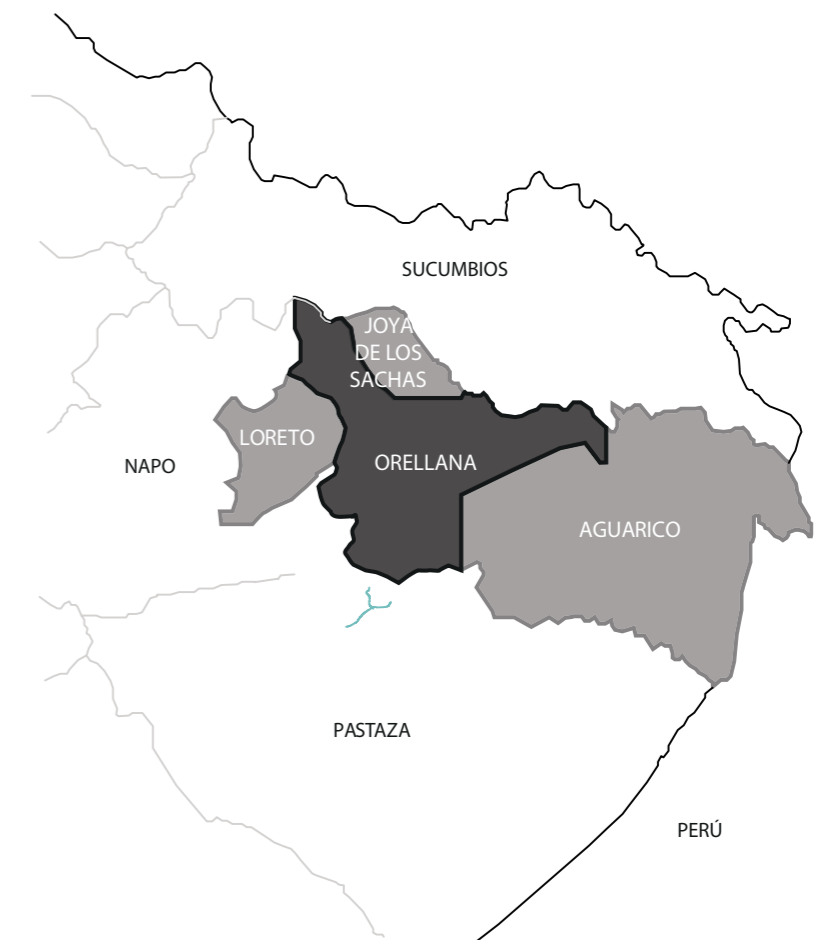 SUCUMBIOS
JOYA
DE LOS
SACHAS
LORETO
NAPO
ORELLANA
AGUARICO
PASTAZA
PERÚ